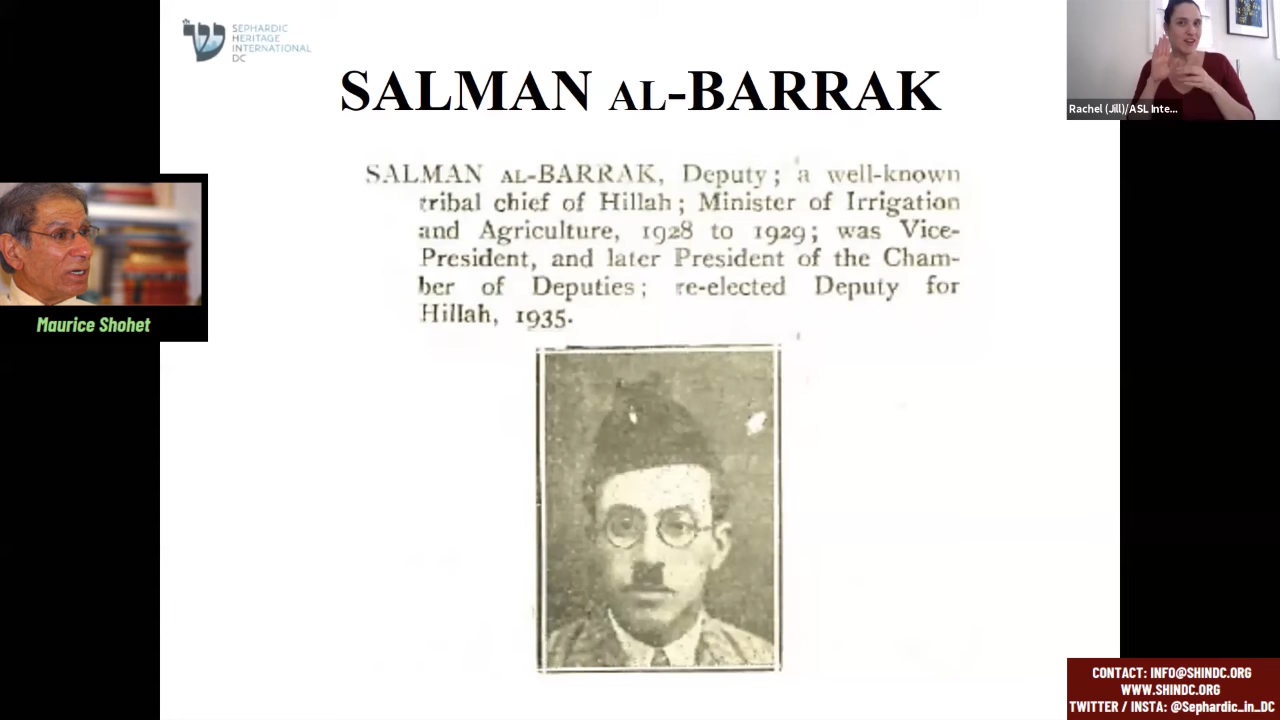 SEPHARDIC
HERITAGE
INTERNATIONAL
DC
SALMAN AL-BARRAK
Rachel (Jill)/ASL Inte...
SALMAN AL-BARRAK, Deputy; a well-known
tribal chief of Hillah; Minister of Irrigation
and Agriculture, 1928 to 1929; was Vice-
President, and later President of the Cham-
ber of Deputies; re-elected Deputy for
Hillah, 1935.
Maurice Shohet
CONTACT: INFO@SHINDC.ORG
WWW.SHINDC.ORG
TWITTER / INSTA: @Sephardic_in_DC